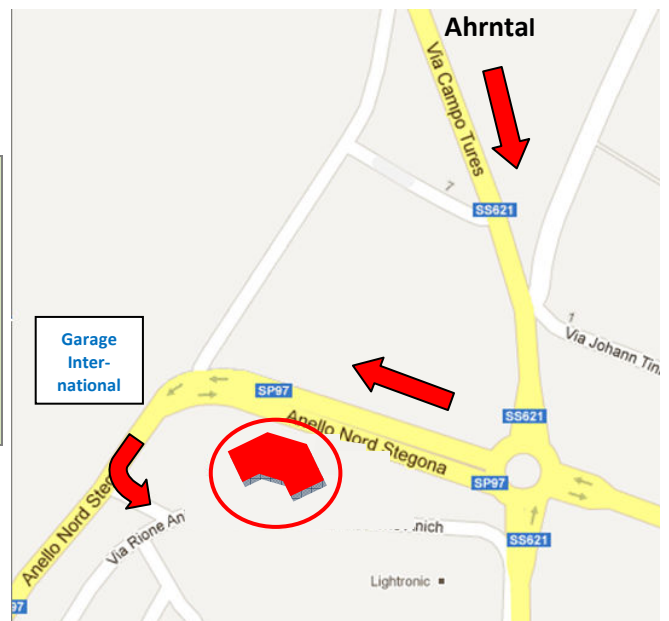 Ahrntal
Via Campo Tures
7
SS621
1
Via Johann Tin
Garage
Inter-
national
SP97
SS621
Anello Nord Stegona
SP97
Anello Nord Ste
Via Rione An
nich
SS621
Lightronic
97